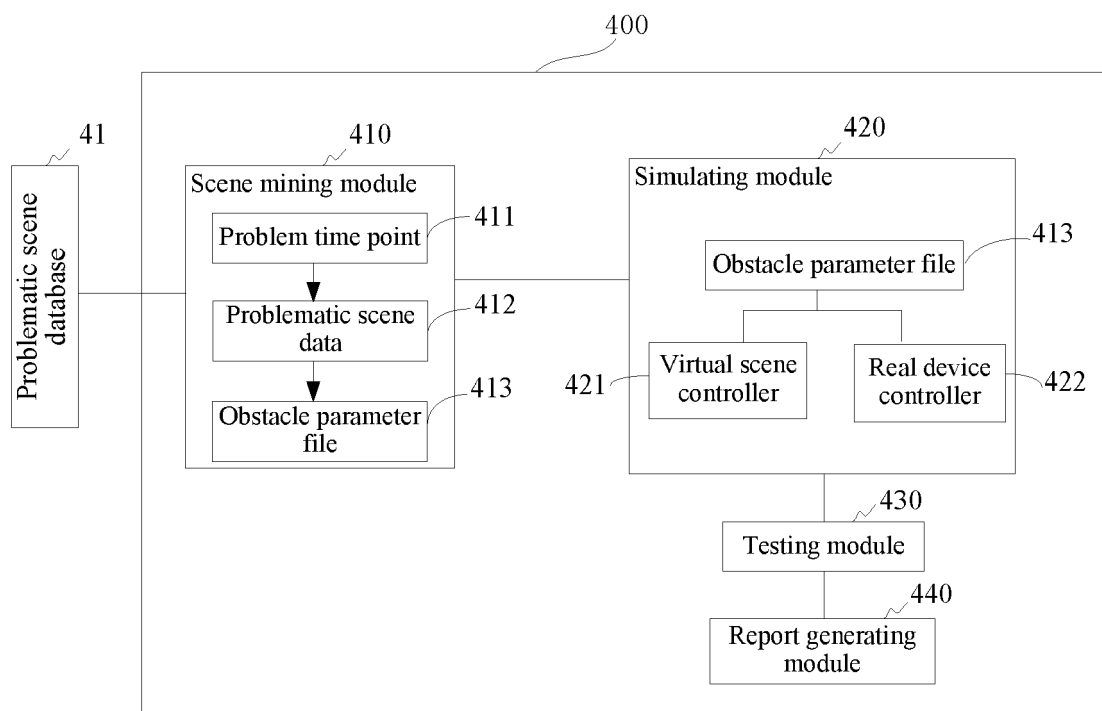 400
41
Problematic scene
database
410
Scene mining module
Problem time point
411
Problematic scene
data
412
Obstacle parameter
file
413
420
Simulating module
Obstacle parameter file
413
Virtual scene
controller
421
Real device
controller
422
430
Testing module
440
Report generating
module